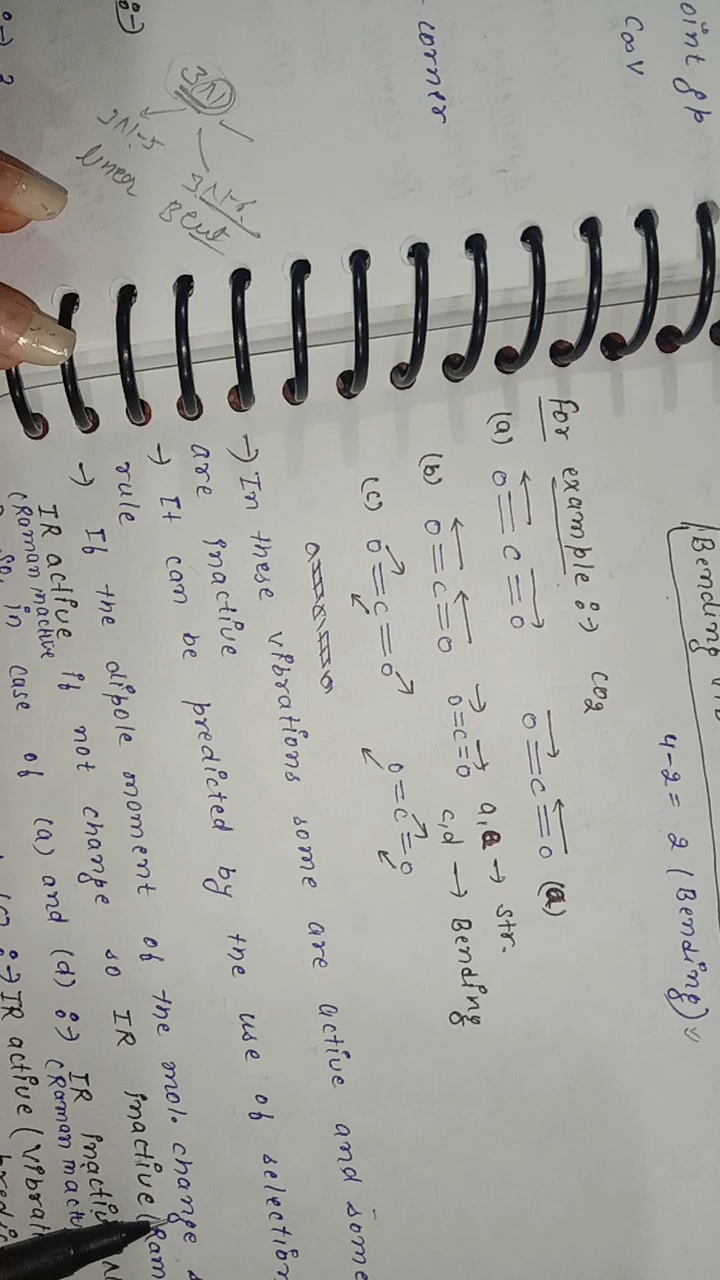 oint gp
Cov
corner
3N
3N-5
linear
3N-6
Bent
Bending
4-2 = 2 (Bending)
for example :→ CO2
(a) O=C=O O=C=O (a)
(b) O=C=O O=C=O a,a → str.
c,d → Bending
(c) O=C=O O=C=O
→ In these vibrations some are active and some
are inactive
→ It can be predicted by the use of selection
rule
→ If the dipole moment of the mol. change
IR active if not change so IR inactive (Ram
(Raman inactive
so, in case of (a) and (d) :→ IR inactiv
(Raman
:→ IR active (vibrat